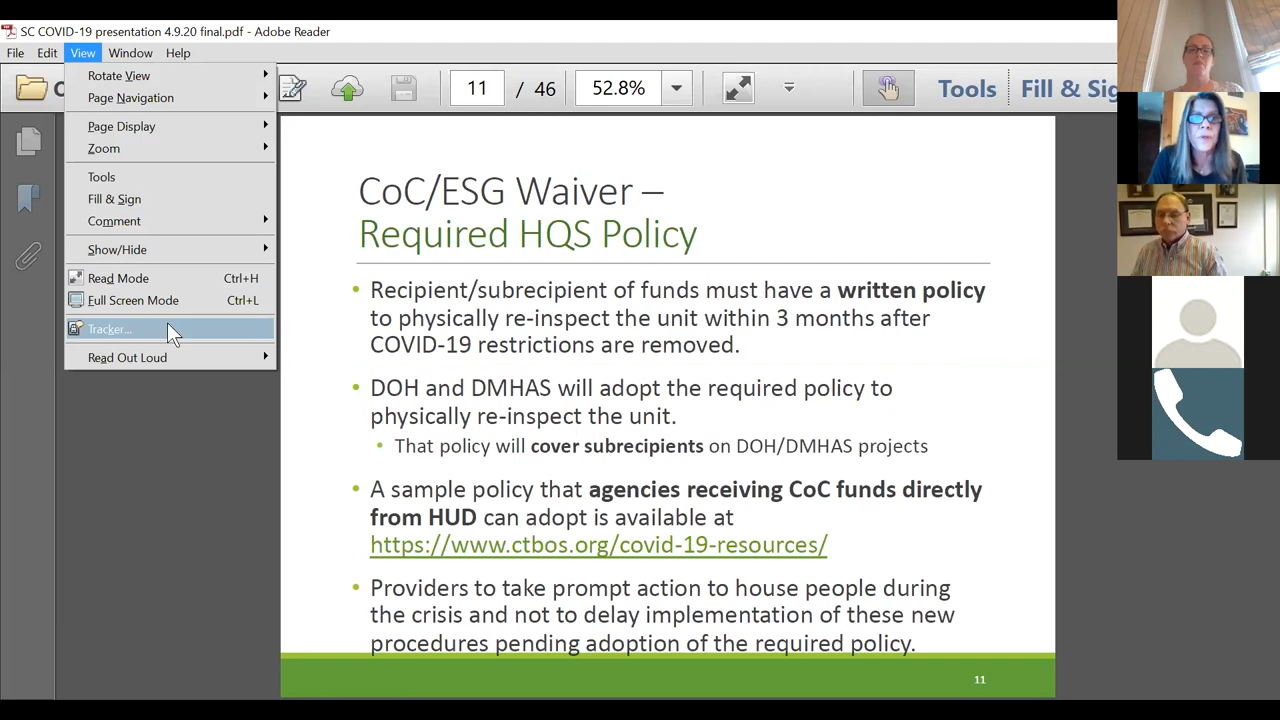 SC COVID-19 presentation 4.9.20 final.pdf - Adobe Reader
File Edit View Window Help
11 / 46 52.8% Tools Fill & Sig
Rotate View
Page Navigation
Page Display
Zoom
Tools
Fill & Sign
Comment
Show/Hide
Read Mode Ctrl+H
Full Screen Mode Ctrl+L
Tracker...
Read Out Loud
CoC/ESG Waiver –
Required HQS Policy
• Recipient/subrecipient of funds must have a written policy
to physically re-inspect the unit within 3 months after
COVID-19 restrictions are removed.
• DOH and DMHAS will adopt the required policy to
physically re-inspect the unit.
• That policy will cover subrecipients on DOH/DMHAS projects
• A sample policy that agencies receiving CoC funds directly
from HUD can adopt is available at
https://www.ctbos.org/covid-19-resources/
• Providers to take prompt action to house people during
the crisis and not to delay implementation of these new
procedures pending adoption of the required policy.
11